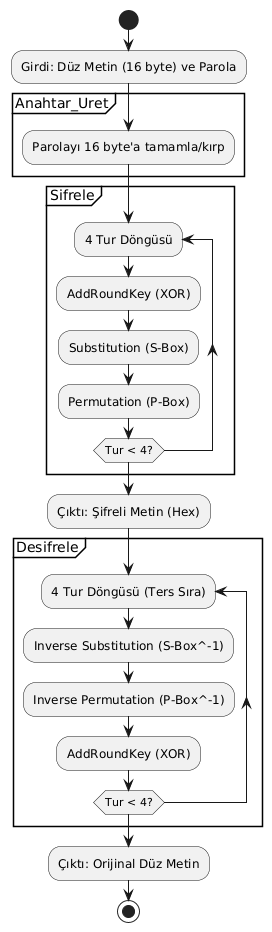 Girdi: Düz Metin (16 byte) ve Parola
Anahtar_Uret
Parolayı 16 byte'a tamamla/kırp
Sifrele
4 Tur Döngüsü
AddRoundKey (XOR)
Substitution (S-Box)
Permutation (P-Box)
Tur < 4?
Çıktı: Şifreli Metin (Hex)
Desifrele
4 Tur Döngüsü (Ters Sıra)
Inverse Substitution (S-Box^-1)
Inverse Permutation (P-Box^-1)
AddRoundKey (XOR)
Tur < 4?
Çıktı: Orijinal Düz Metin